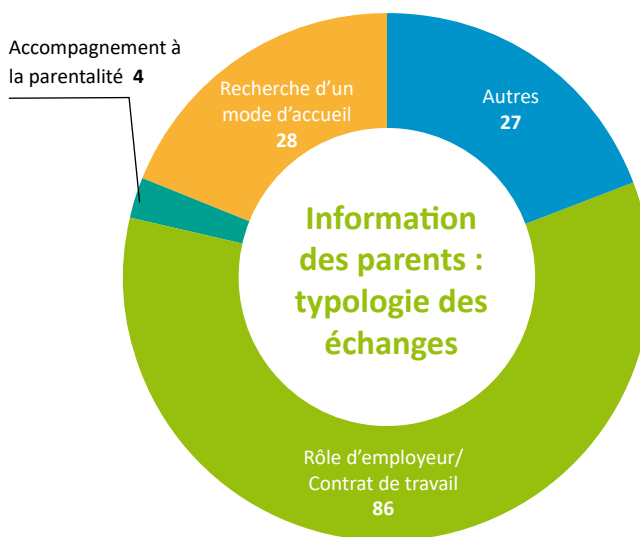 Accompagnement à
la parentalité 4
Recherche d'un
mode d'accueil
28
Autres
27
Information
des parents :
typologie des
échanges
Rôle d'employeur/
Contrat de travail
86